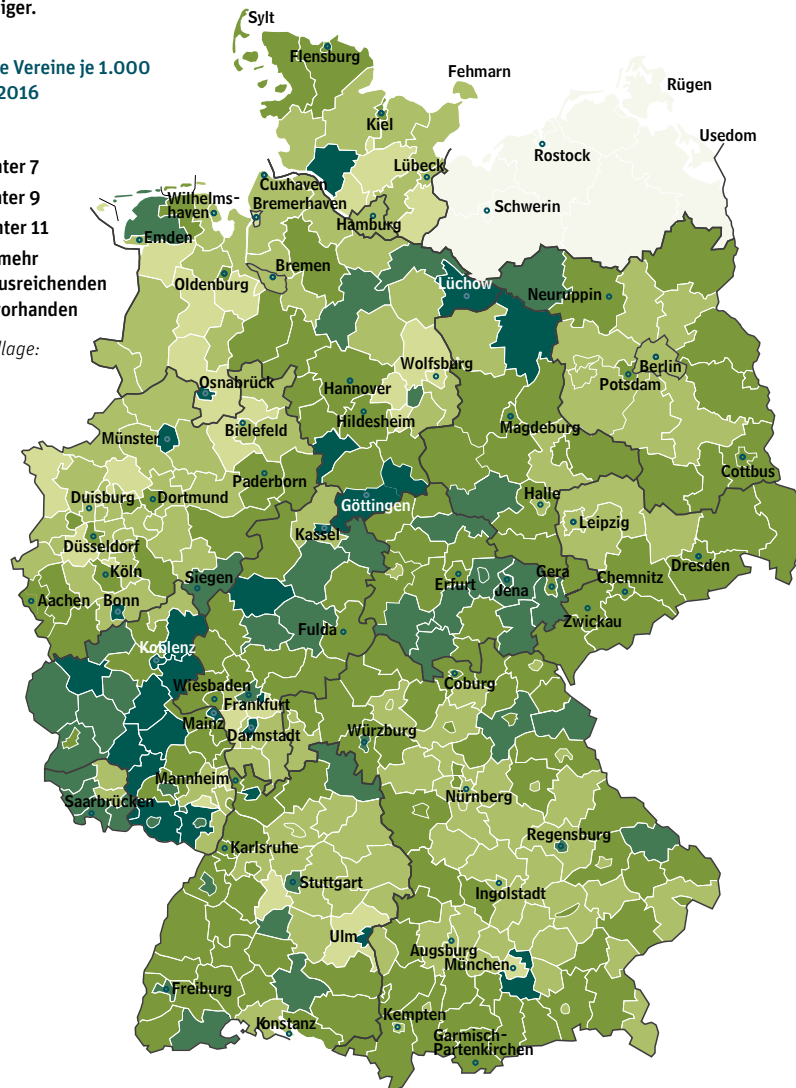 iger.
e Vereine je 1.000
2016
nter 7
nter 9
nter 11
mehr
usreichenden
vorhanden
llage:
Sylt
Flensburg
Fehmarn
Rügen
Kiel
Usedom
Rostock
Lübeck
Cuxhaven
Wilhelms-
haven
Bremerhaven
Schwerin
Hamburg
Emden
Bremen
Oldenburg
Lüchow
Neuruppin
Wolfsburg
Berlin
Osnabrück
Hannover
Potsdam
Hildesheim
Magdeburg
Münster
Bielefeld
Cottbus
Paderborn
Duisburg
Dortmund
Halle
Göttingen
Leipzig
Kassel
Düsseldorf
Dresden
Köln
Siegen
Erfurt
Gera
Chemnitz
Jena
Aachen
Bonn
Zwickau
Fulda
Koblenz
Coburg
Wiesbaden
Frankfurt
Mainz
Darmstadt
Würzburg
Mannheim
Nürnberg
Saarbrücken
Regensburg
Karlsruhe
Stuttgart
Ingolstadt
Ulm
Augsburg
München
Freiburg
Kempten
Konstanz
Garmisch-
Partenkirchen